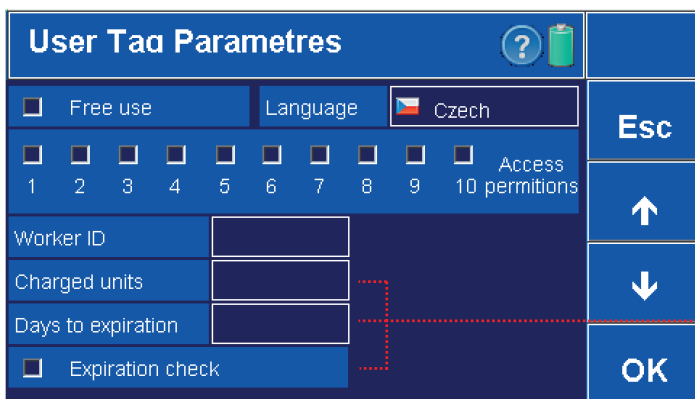 User Tag Parametres
?
Free use Language Czech
Esc
1 2 3 4 5 6 7 8 9 10 Access permitions
Worker ID
Charged units
Days to expiration
Expiration check
OK